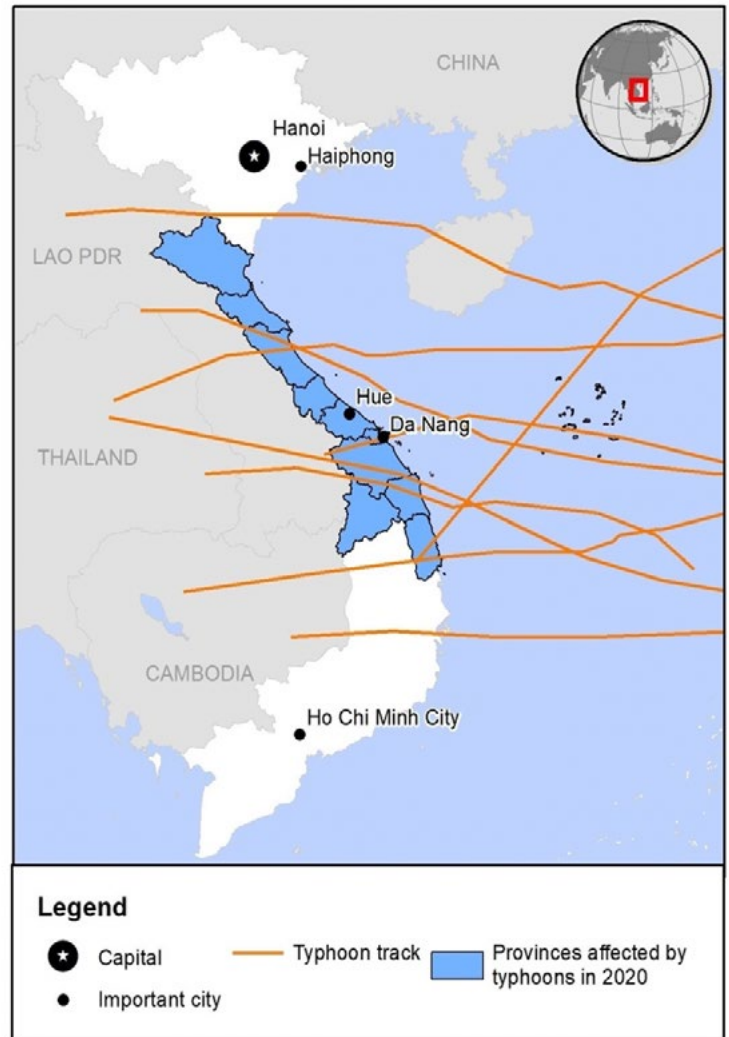 CHINA
Hanoi
Haiphong
LAO PDR
Hue
Da Nang
THAILAND
CAMBODIA
Ho Chi Minh City
Legend
Capital
Typhoon track
Provinces affected by
typhoons in 2020
Important city